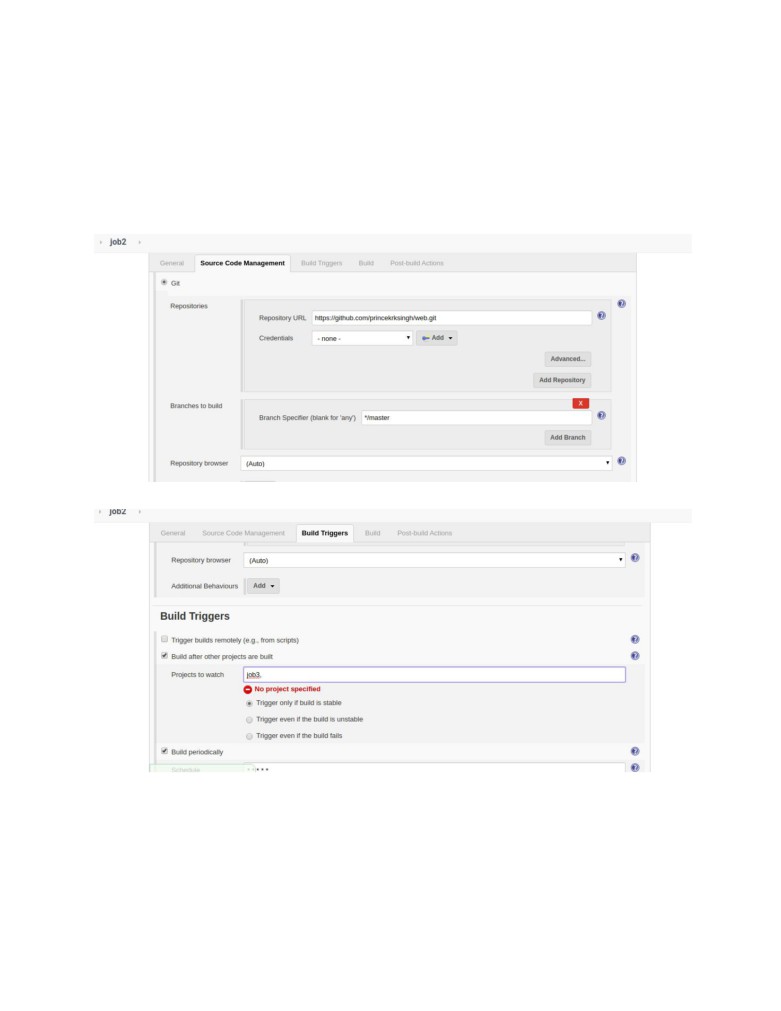 › job2 ›
General Source Code Management Build Triggers Build Post-build Actions
Git
Repositories
Repository URL https://github.com/princekrksingh/web.git
Credentials - none - Add
Advanced...
Add Repository
Branches to build
X
Branch Specifier (blank for 'any') */master
Add Branch
Repository browser (Auto)
› job2 ›
General Source Code Management Build Triggers Build Post-build Actions
Repository browser (Auto)
Additional Behaviours Add
Build Triggers
Trigger builds remotely (e.g., from scripts)
Build after other projects are built
Projects to watch job3,
No project specified
Trigger only if build is stable
Trigger even if the build is unstable
Trigger even if the build fails
Build periodically
Schedule * * * * *